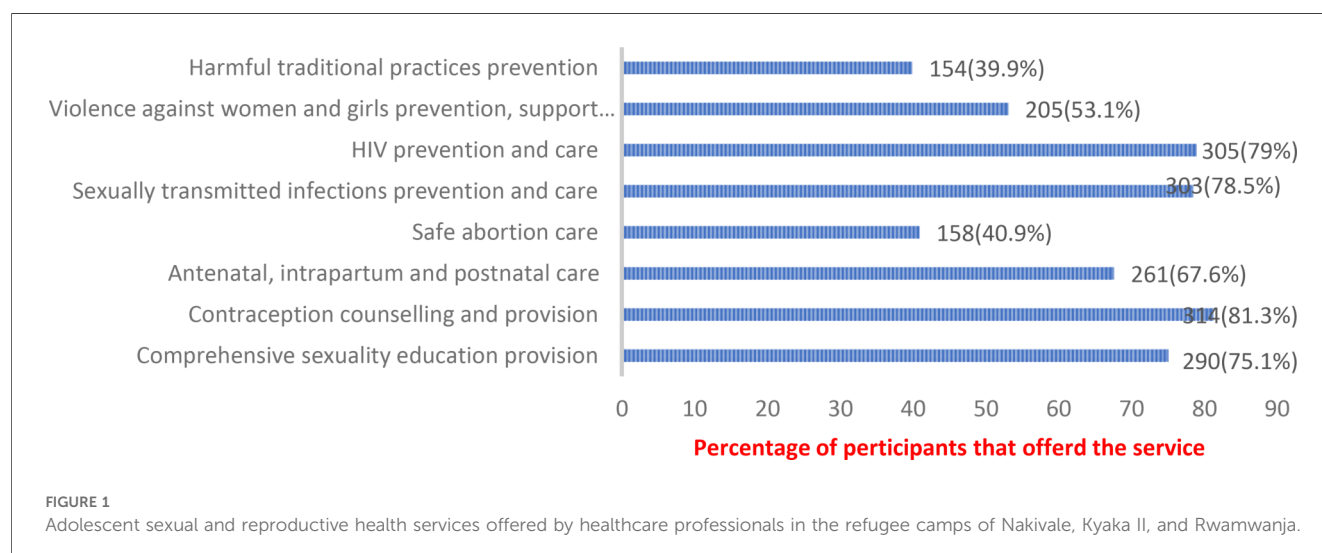 Harmful traditional practices prevention 154(39.9%)
Violence against women and girls prevention, support... 205(53.1%)
HIV prevention and care 305(79%)
Sexually transmitted infections prevention and care 303(78.5%)
Safe abortion care 158(40.9%)
Antenatal, intrapartum and postnatal care 261(67.6%)
Contraception counselling and provision 314(81.3%)
Comprehensive sexuality education provision 290(75.1%)
0 10 20 30 40 50 60 70 80 90
Percentage of perticipants that offerd the service
FIGURE 1
Adolescent sexual and reproductive health services offered by healthcare professionals in the refugee camps of Nakivale, Kyaka II, and Rwamwanja.